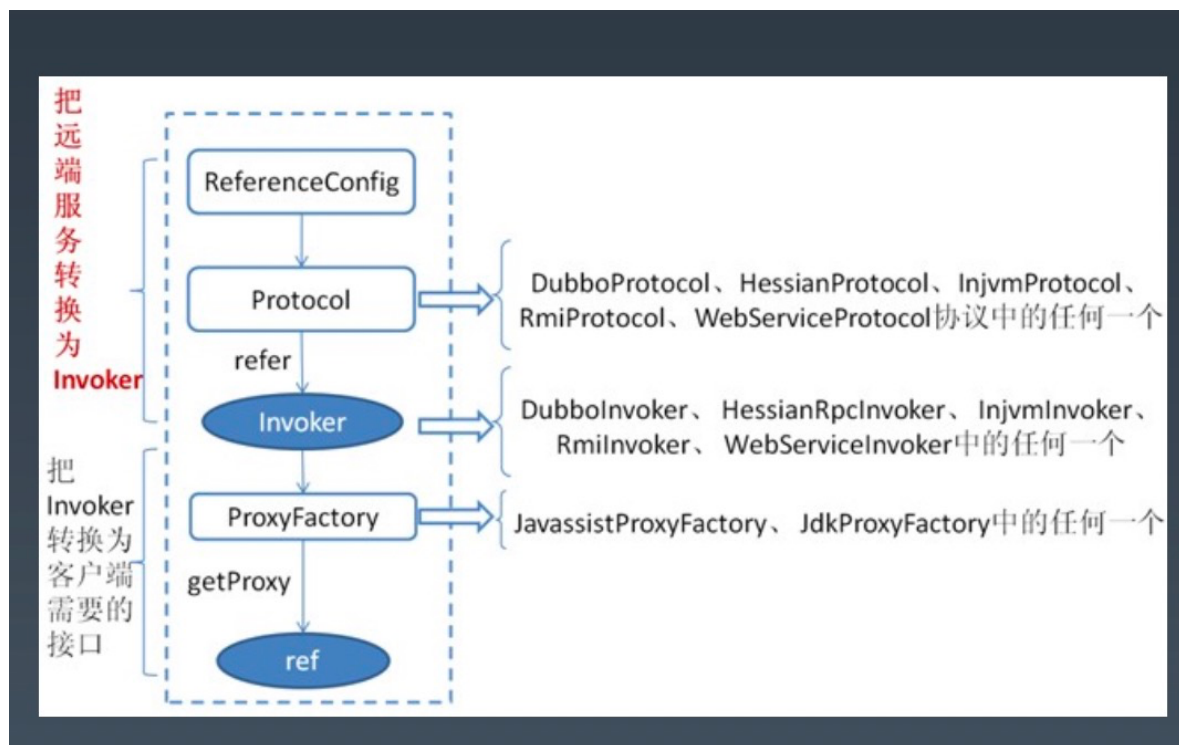 把
远
端
服
务
转
换
为
Invoker
ReferenceConfig
Protocol
DubboProtocol、HessianProtocol、InjvmProtocol、
RmiProtocol、WebServiceProtocol协议中的任何一个
refer
Invoker
DubboInvoker、 HessianRpcInvoker、 InjvmInvoker、
RmiInvoker、 WebServiceInvoker中的任何一个
把
Invoker
转换为
客户端
需要的
接口
ProxyFactory
JavassistProxyFactory、 JdkProxyFactory中的任何一个
getProxy
ref